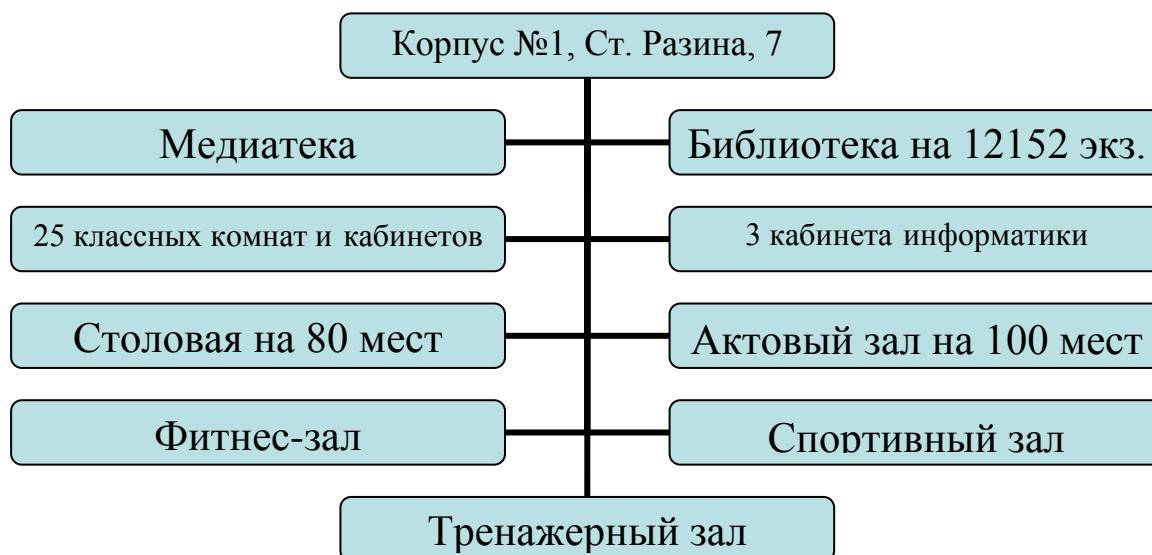 Корпус №1, Ст. Разина, 7
Медиатека
Библиотека на 12152 экз.
25 классных комнат и кабинетов
3 кабинета информатики
Столовая на 80 мест
Актовый зал на 100 мест
Фитнес-зал
Спортивный зал
Тренажерный зал